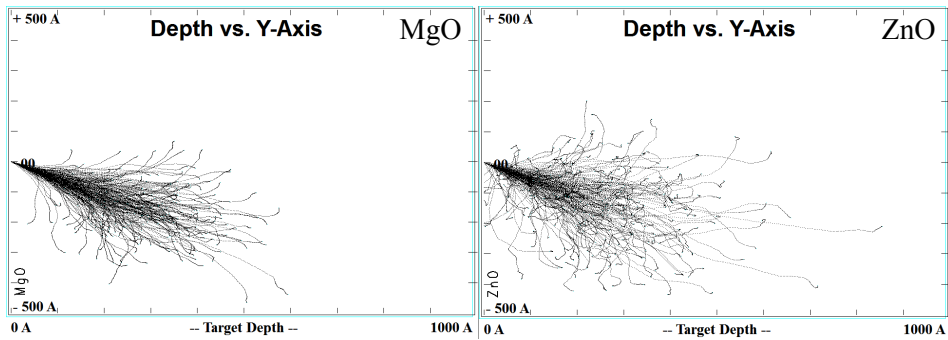 + 500 A
Depth vs. Y-Axis
MgO
00
MgO
- 500 A
0 A
-- Target Depth --
1000 A
+ 500 A
Depth vs. Y-Axis
ZnO
00
ZnO
- 500 A
0 A
-- Target Depth --
1000 A